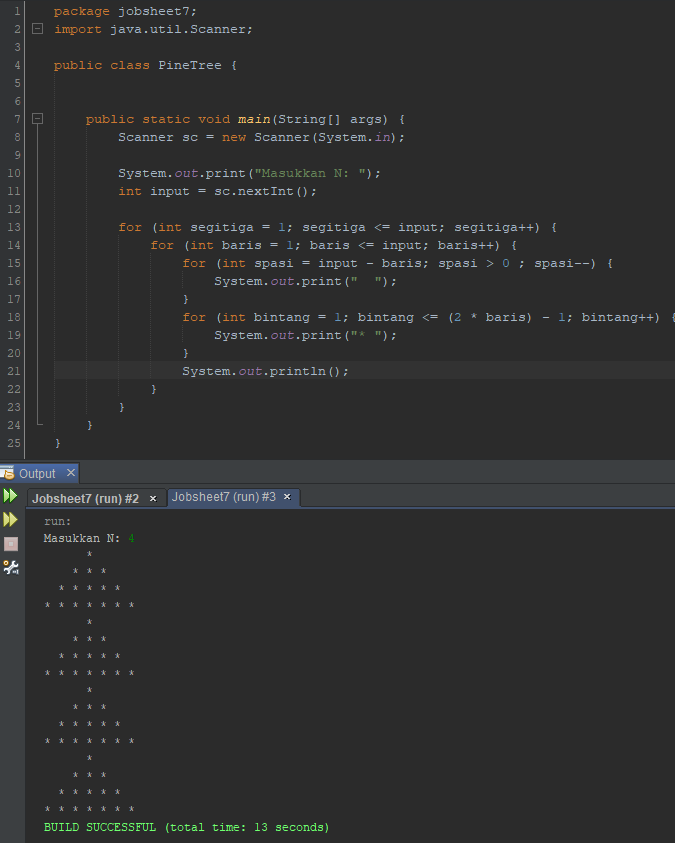 1 package jobsheet7;
2 import java.util.Scanner;
3
4 public class PineTree {
5
6
7     public static void main(String[] args) {
8         Scanner sc = new Scanner(System.in);
9
10         System.out.print("Masukkan N: ");
11         int input = sc.nextInt();
12
13         for (int segitiga = 1; segitiga <= input; segitiga++) {
14             for (int baris = 1; baris <= input; baris++) {
15                 for (int spasi = input - baris; spasi > 0 ; spasi--) {
16                     System.out.print("  ");
17                 }
18                 for (int bintang = 1; bintang <= (2 * baris) - 1; bintang++) {
19                     System.out.print("* ");
20                 }
21                 System.out.println();
22             }
23         }
24     }
25 }
Output ×
Jobsheet7 (run) #2 × Jobsheet7 (run) #3 ×
run:
Masukkan N: 4
      *
    * * *
  * * * * *
* * * * * * *
      *
    * * *
  * * * * *
* * * * * * *
      *
    * * *
  * * * * *
* * * * * * *
      *
    * * *
  * * * * *
* * * * * * *
BUILD SUCCESSFUL (total time: 13 seconds)